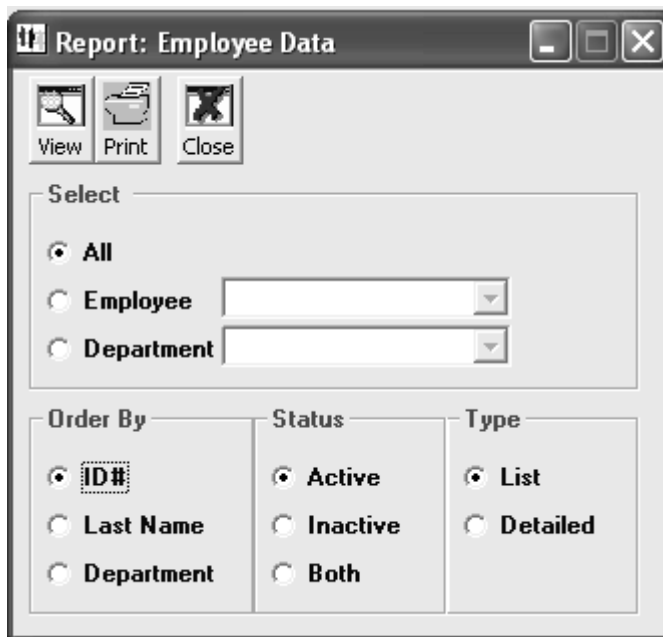 Report: Employee Data
View Print Close
Select
All
Employee
Department
Order By Status Type
ID# Active List
Last Name Inactive Detailed
Department Both